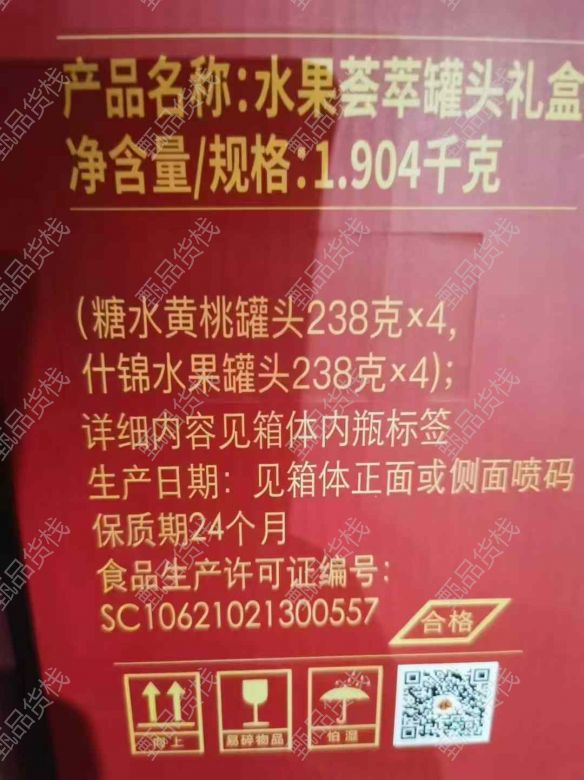 产品名称:水果荟萃罐头礼盒
净含量/规格:1.904千克
(糖水黄桃罐头238克×4,
什锦水果罐头238克×4);
详细内容见箱体内瓶标签
生产日期: 见箱体正面或侧面喷码
保质期24个月
食品生产许可证编号:
SC10621021300557
合格
向上
易碎物品
怕湿
甄品货栈